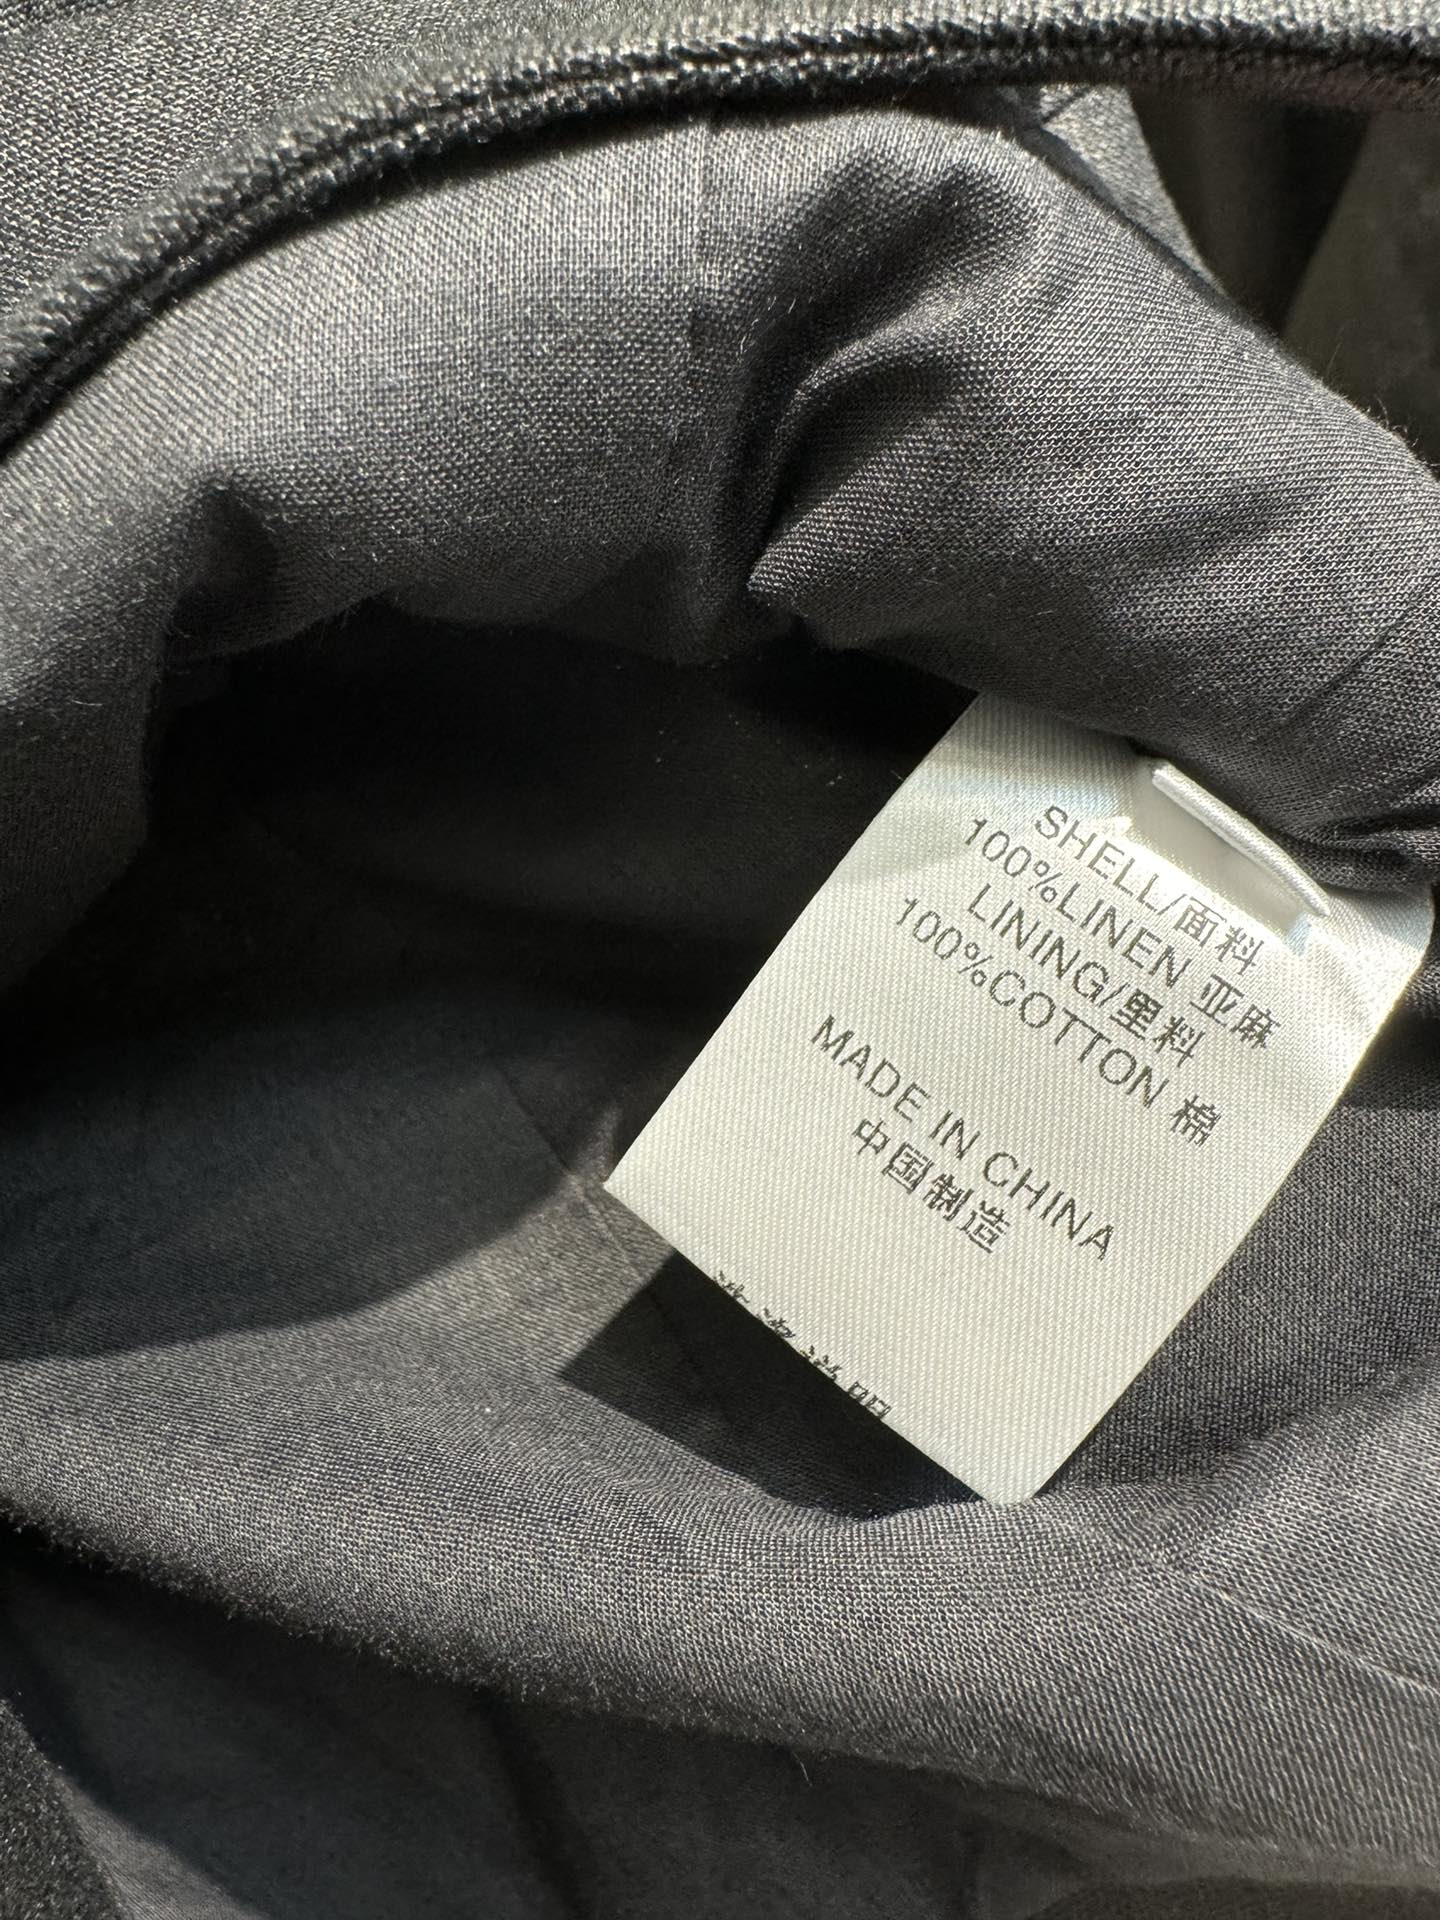 SHELL/面料
100%LINEN 亚麻
LINING/里料
100%COTTON 棉
MADE IN CHINA
中国制造